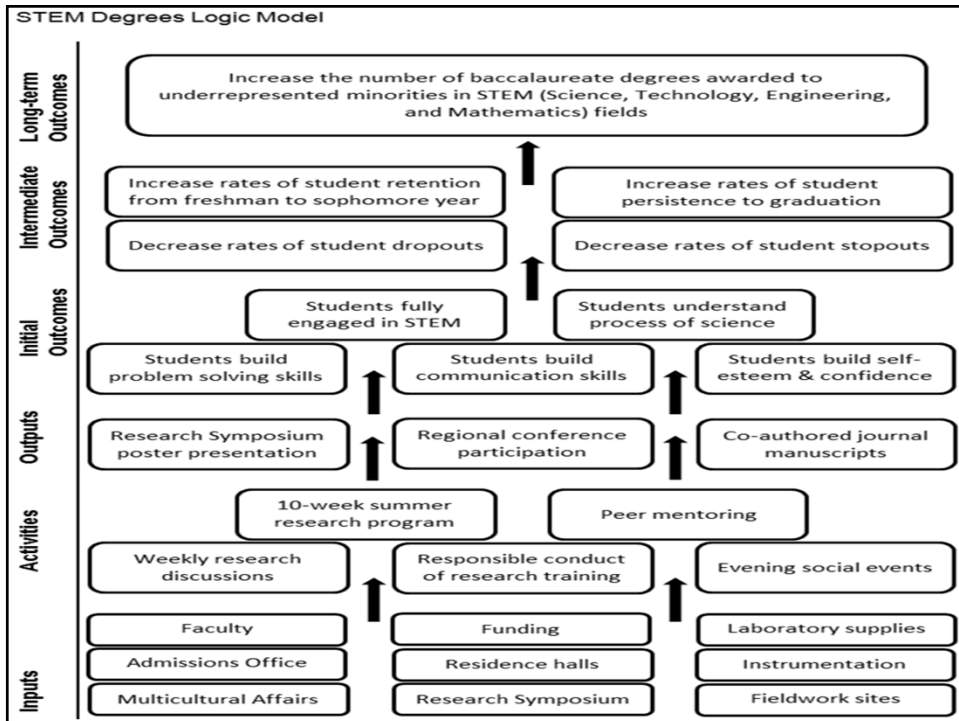 STEM Degrees Logic Model
Long-term
Outcomes
Increase the number of baccalaureate degrees awarded to
underrepresented minorities in STEM (Science, Technology, Engineering,
and Mathematics) fields
Intermediate
Outcomes
Increase rates of student retention
from freshman to sophomore year
Increase rates of student
persistence to graduation
Decrease rates of student dropouts
Decrease rates of student stopouts
Initial
Outcomes
Students fully
engaged in STEM
Students understand
process of science
Students build
problem solving skills
Students build
communication skills
Students build self-
esteem & confidence
Outputs
Research Symposium
poster presentation
Regional conference
participation
Co-authored journal
manuscripts
Activities
10-week summer
research program
Peer mentoring
Weekly research
discussions
Responsible conduct
of research training
Evening social events
Inputs
Faculty
Funding
Laboratory supplies
Admissions Office
Residence halls
Instrumentation
Multicultural Affairs
Research Symposium
Fieldwork sites